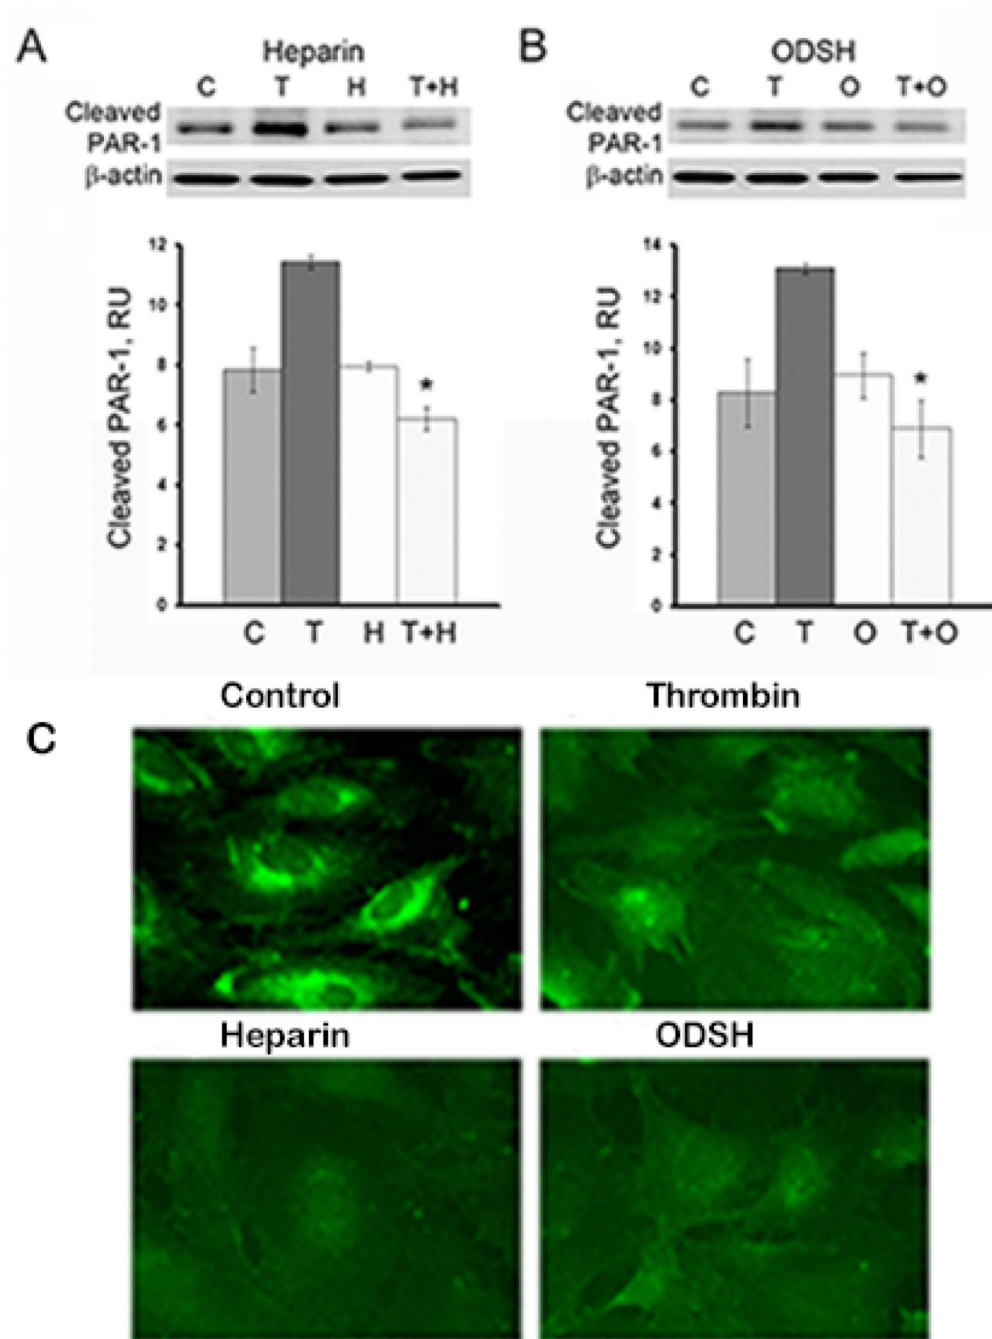 A
Heparin
C T H T+H
Cleaved
PAR-1
β-actin
12
10
8
6
4
2
0
Cleaved PAR-1, RU
C T H T+H
*
B
ODSH
C T O T+O
Cleaved
PAR-1
β-actin
14
12
10
8
6
4
2
0
Cleaved PAR-1, RU
C T O T+O
*
C
Control
Thrombin
Heparin
ODSH